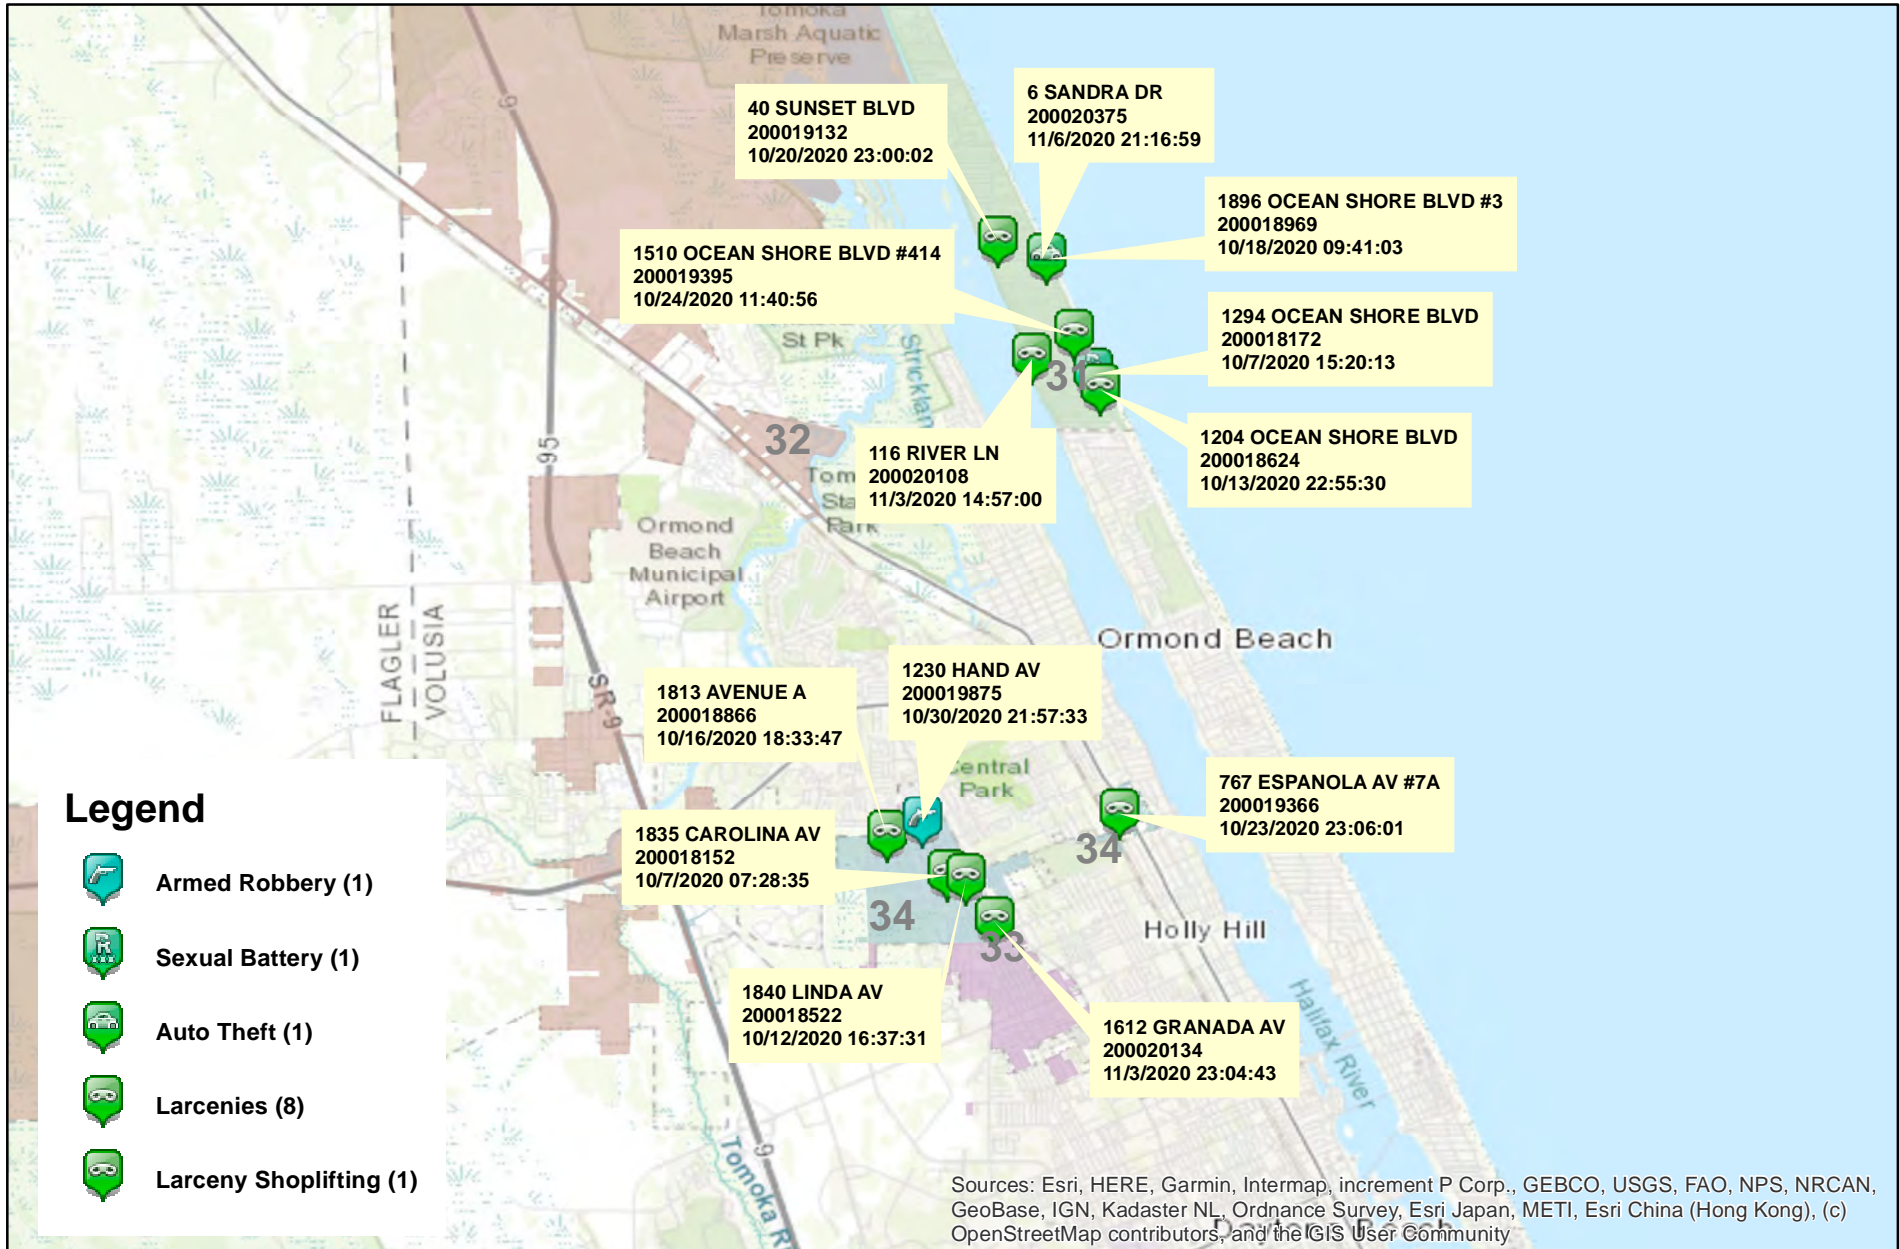 Tomoka
Marsh Aquatic
Preserve
40 SUNSET BLVD
200019132
10/20/2020 23:00:02
6 SANDRA DR
200020375
11/6/2020 21:16:59
1896 OCEAN SHORE BLVD #3
200018969
10/18/2020 09:41:03
1510 OCEAN SHORE BLVD #414
200019395
10/24/2020 11:40:56
1294 OCEAN SHORE BLVD
200018172
10/7/2020 15:20:13
St Pk
31
1204 OCEAN SHORE BLVD
200018624
10/13/2020 22:55:30
32
116 RIVER LN
200020108
11/3/2020 14:57:00
95
Park
Ormond
Beach
Municipal
Airport
FLAGLER
VOLUSIA
SR-9
Ormond Beach
1230 HAND AV
200019875
10/30/2020 21:57:33
1813 AVENUE A
200018866
10/16/2020 18:33:47
Central
Park
767 ESPANOLA AV #7A
200019366
10/23/2020 23:06:01
34
1835 CAROLINA AV
200018152
10/7/2020 07:28:35
34
33
Holly Hill
1840 LINDA AV
200018522
10/12/2020 16:37:31
1612 GRANADA AV
200020134
11/3/2020 23:04:43
Halifax River
9
Tomoka R
Legend
Armed Robbery (1)
Sexual Battery (1)
Auto Theft (1)
Larcenies (8)
Larceny Shoplifting (1)
Daytona Beach
Sources: Esri, HERE, Garmin, Intermap, increment P Corp., GEBCO, USGS, FAO, NPS, NRCAN,
GeoBase, IGN, Kadaster NL, Ordnance Survey, Esri Japan, METI, Esri China (Hong Kong), (c)
OpenStreetMap contributors, and the GIS User Community